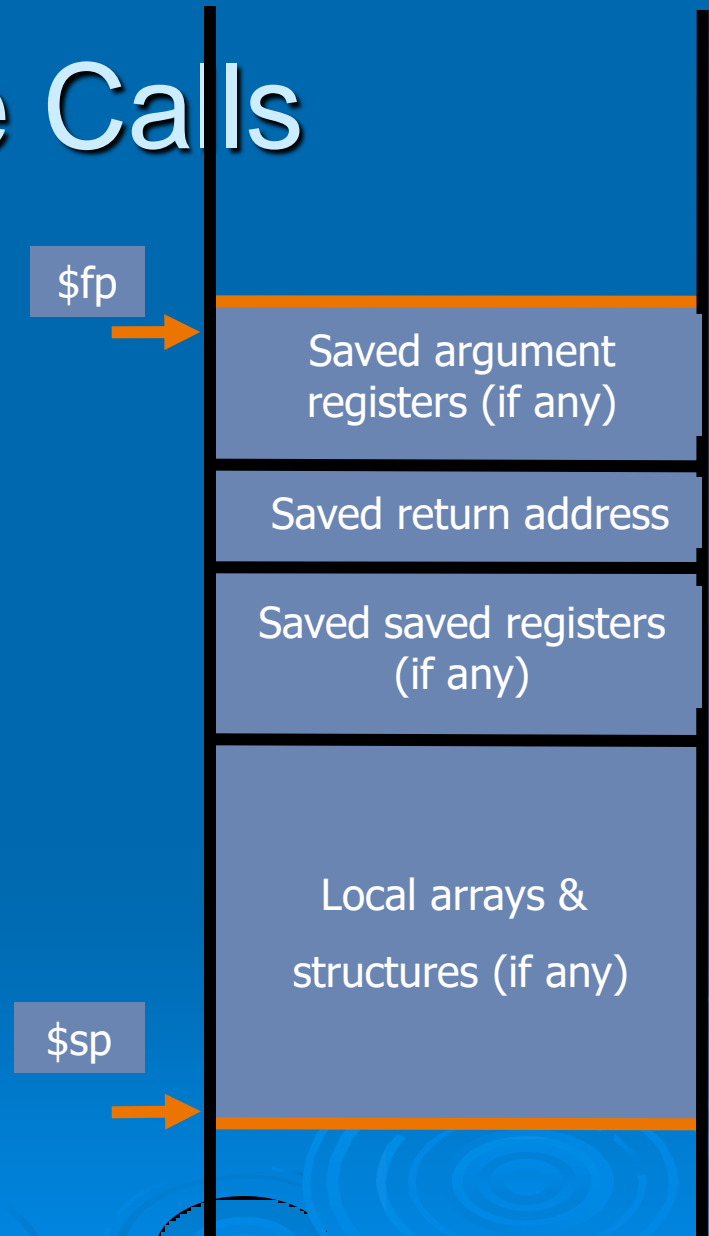 e Calls
$fp
Saved argument
registers (if any)
Saved return address
Saved saved registers
(if any)
Local arrays &
structures (if any)
$sp